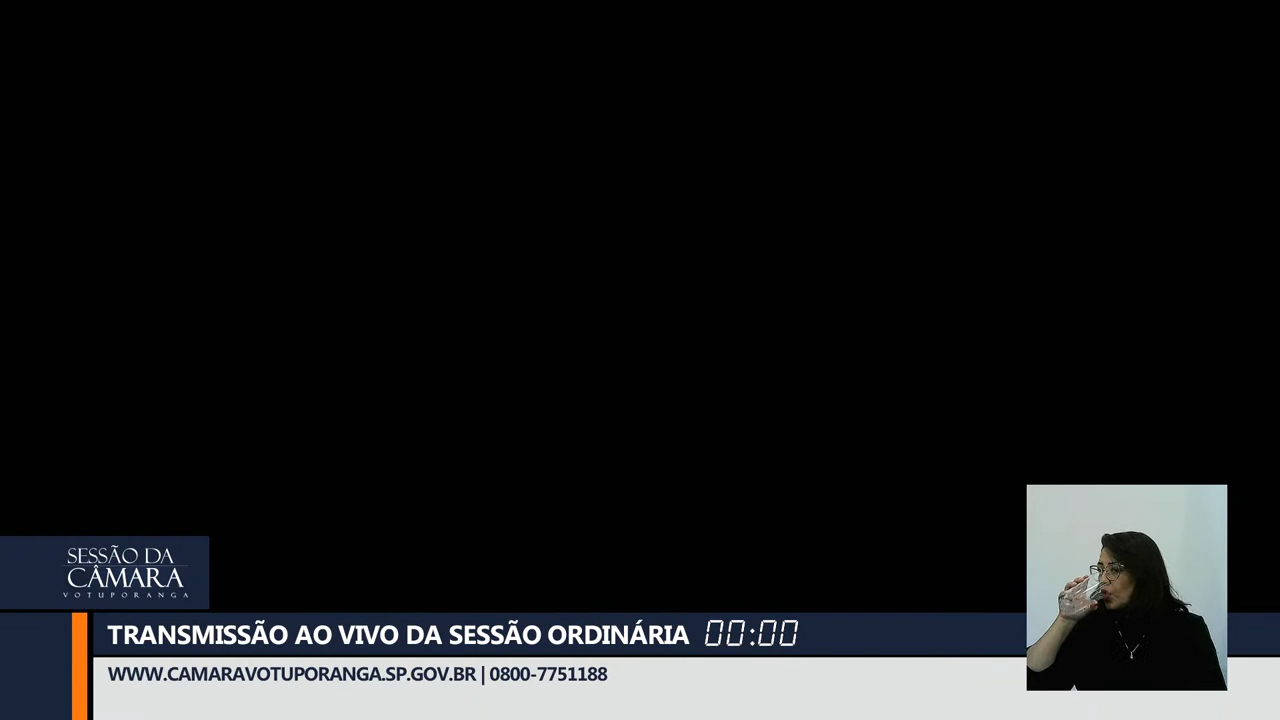 SESSÃO DA
CÂMARA
VOTUPORANGA
TRANSMISSÃO AO VIVO DA SESSÃO ORDINÁRIA 00:00
WWW.CAMARAVOTUPORANGA.SP.GOV.BR | 0800-7751188